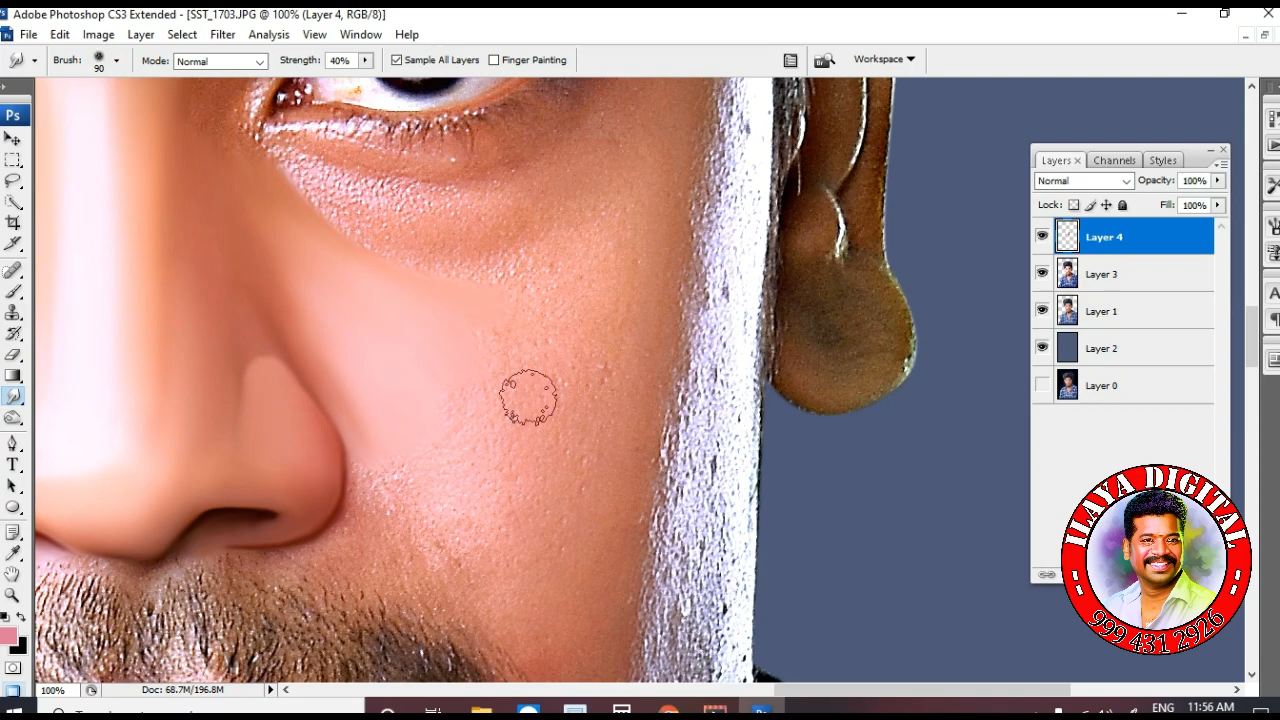 Adobe Photoshop CS3 Extended - [SST_1703.JPG @ 100% (Layer 4, RGB/8)]
Ps File Edit Image Layer Select Filter Analysis View Window Help
Brush: 90 Mode: Normal Strength: 40% Sample All Layers Finger Painting Workspace
Ps
Layers x Channels Styles
Normal Opacity: 100%
Lock: Fill: 100%
Layer 4
Layer 3
Layer 1
Layer 2
Layer 0
T
A
ILAYA DIGITAL
999 431 2926
100% Doc: 68.7M/196.8M
Ps ENG 11:56 AM